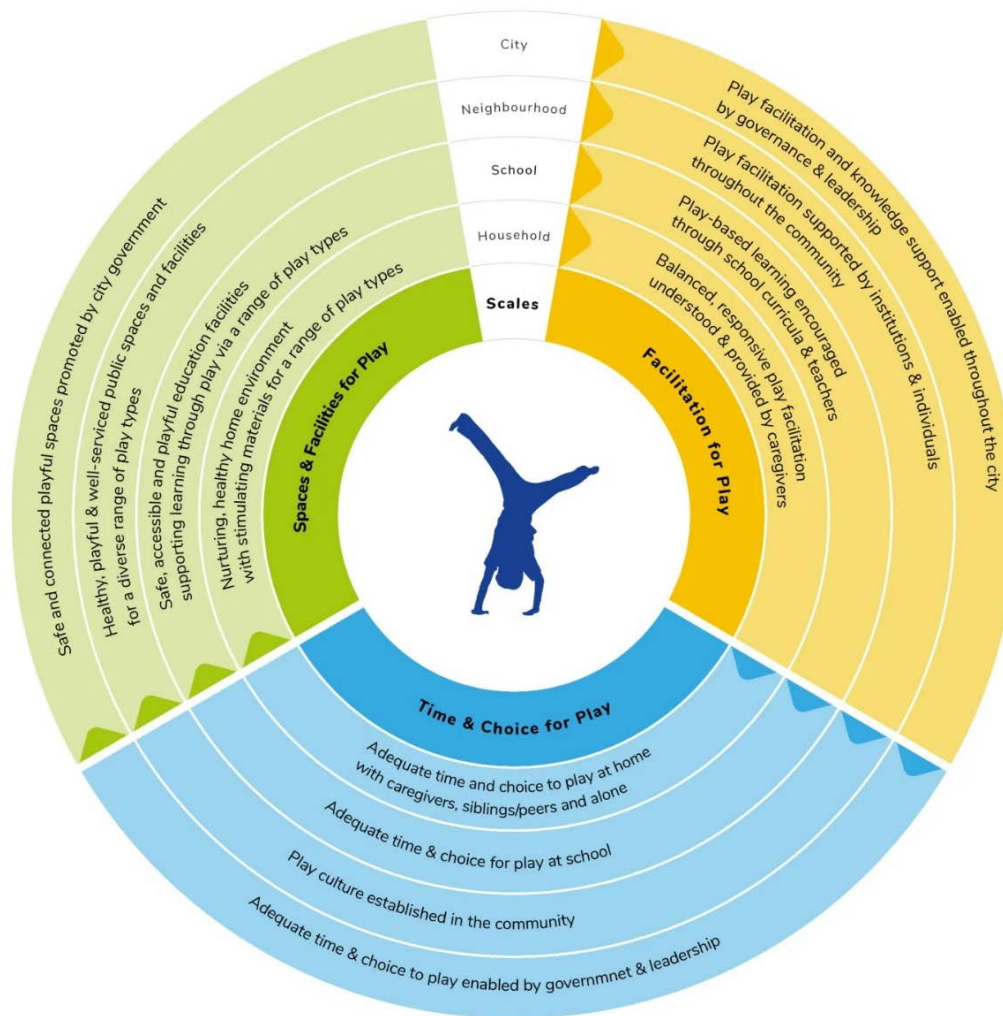 City
Neighbourhood
School
Household
Scales
Facilitation for Play
Play facilitation and knowledge support enabled throughout the city
by governance & leadership
Play facilitation supported by institutions & individuals
throughout the community
Play-based learning encouraged
through school curricula & teachers
Balanced, responsive play facilitation
understood & provided by caregivers
Time & Choice for Play
Adequate time and choice to play at home
with caregivers, siblings/peers and alone
Adequate time & choice for play at school
Play culture established in the community
Adequate time & choice to play enabled by governmnet & leadership
Spaces & Facilities for Play
Safe and connected playful spaces promoted by city government
Healthy, playful & well-serviced public spaces and facilities
for a diverse range of play types
Safe, accessible and playful education facilities
supporting learning through play via a range of play types
Nurturing, healthy home environment
with stimulating materials for a range of play types